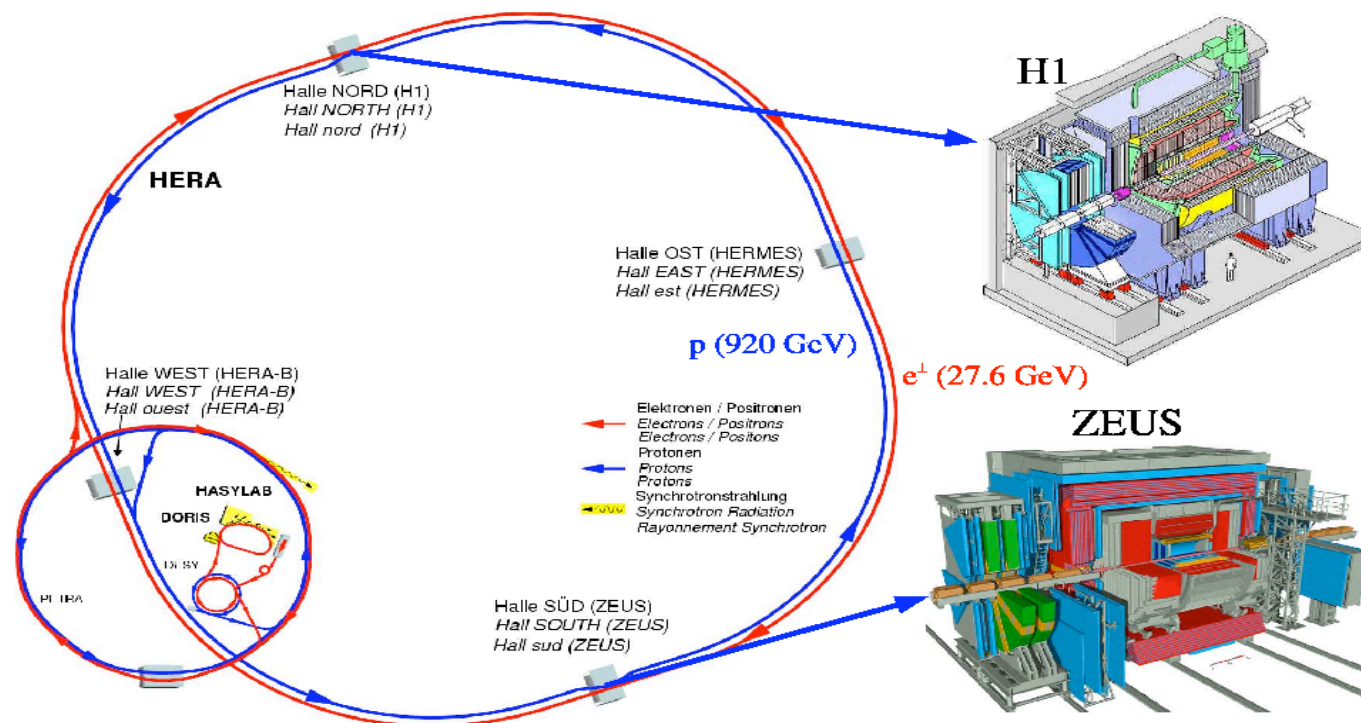 H1
Halle NORD (H1)
Hall NORTH (H1)
Hall nord (H1)
HERA
Halle OST (HERMES)
Hall EAST (HERMES)
Hall est (HERMES)
p (920 GeV)
e± (27.6 GeV)
Halle WEST (HERA-B)
Hall WEST (HERA-B)
Hall ouest (HERA-B)
Elektronen / Positronen
Electrons / Positrons
Electrons / Positons
Protonen
Protons
Protons
Synchrotronstrahlung
Synchrotron Radiation
Rayonnement Synchrotron
ZEUS
HASYLAB
DORIS
DESY
PETRA
Halle SÜD (ZEUS)
Hall SOUTH (ZEUS)
Hall sud (ZEUS)